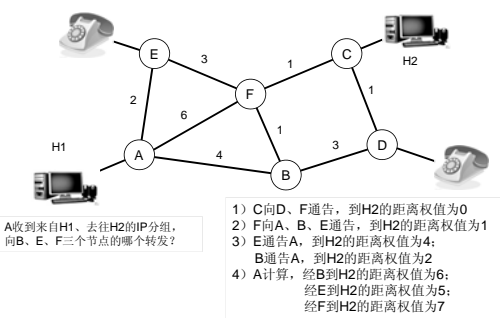 E
3
1
C
H2
F
2
6
1
1
H1
A
4
3
D
B
A收到来自H1、去往H2的IP分组，
向B、E、F三个节点的哪个转发？
1）C向D、F通告，到H2的距离权值为0
2）F向A、B、E通告，到H2的距离权值为1
3）E通告A，到H2的距离权值为4；
B通告A，到H2的距离权值为2
4）A计算，经B到H2的距离权值为6；
经E到H2的距离权值为5；
经F到H2的距离权值为7